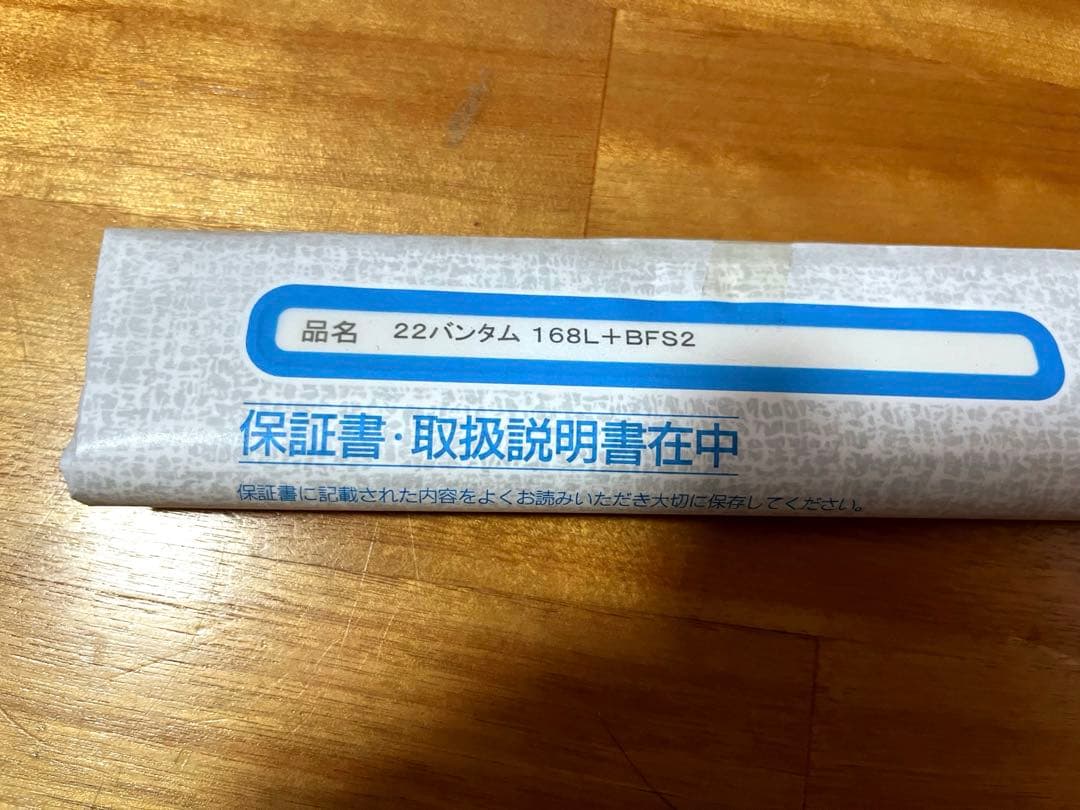 品名 22バンタム 168L+BFS2
保証書・取扱説明書在中
保証書に記載された内容をよくお読みいただき大切に保存してください。